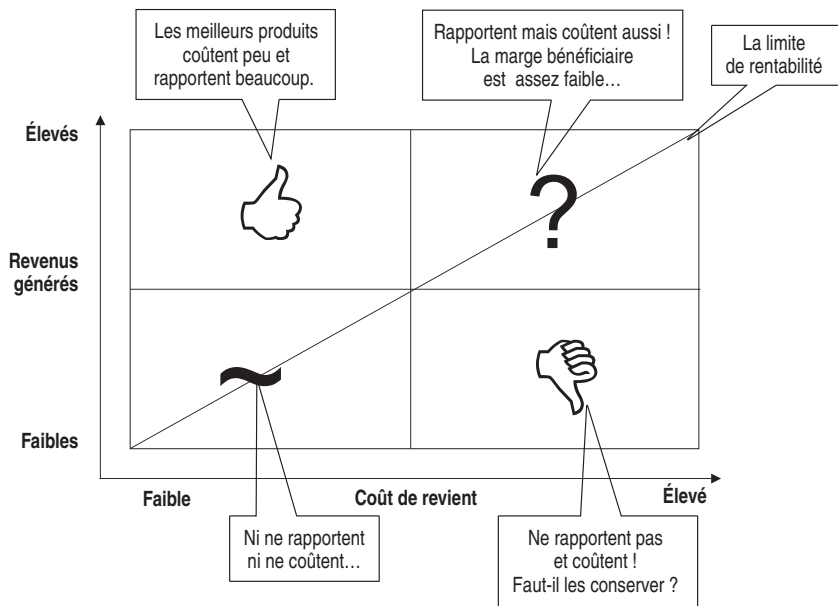 Les meilleurs produits
coûtent peu et
rapportent beaucoup.
Rapportent mais coûtent aussi !
La marge bénéficiaire
est assez faible…
La limite
de rentabilité
Élevés
?
Revenus
générés
~
Faibles
Faible
Coût de revient
Élevé
Ni ne rapportent
ni ne coûtent…
Ne rapportent pas
et coûtent !
Faut-il les conserver ?